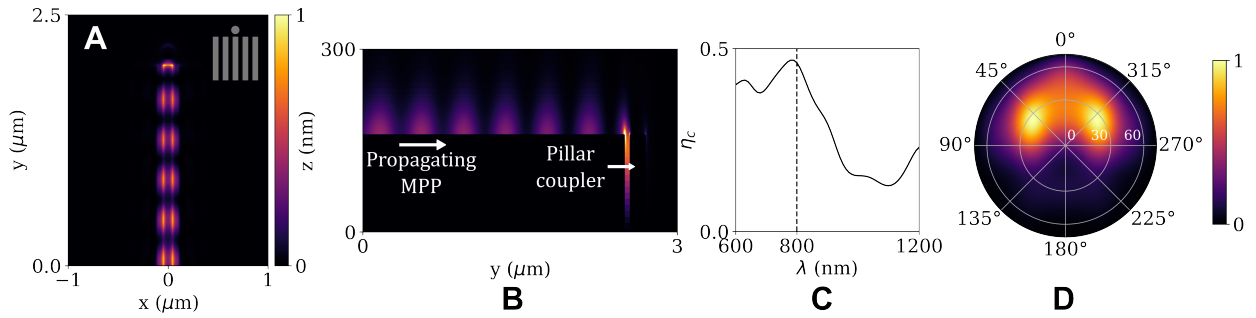 A
2.5
0.0
y (μm)
−1
0
1
x (μm)
1
0
z (nm)
300
0
Propagating
MPP
Pillar
coupler
0
3
y (μm)
B
0.5
0.0
η_c
600
800
1200
λ (nm)
C
0°
45°
315°
90°
270°
135°
225°
180°
0
30
60
1
0
D